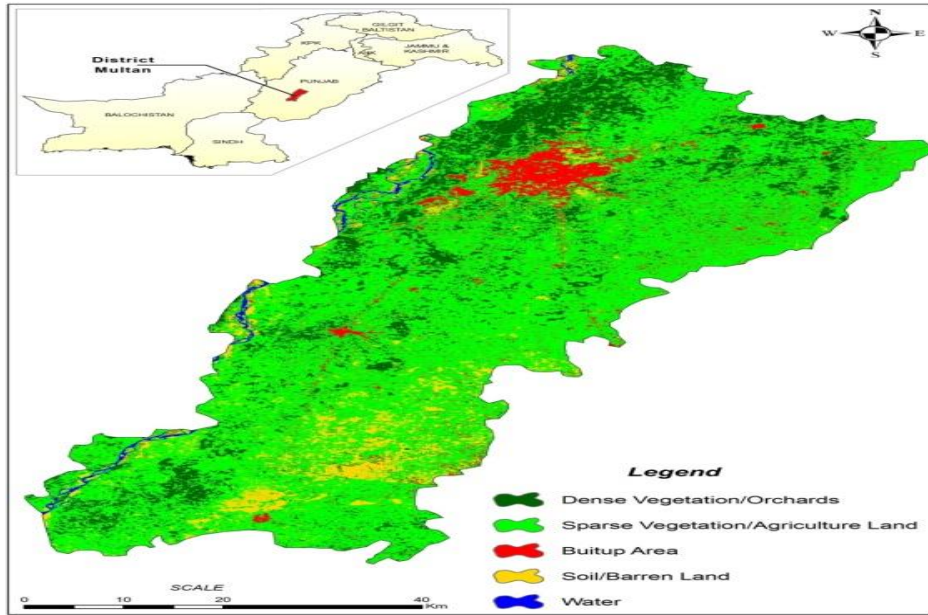 GILGIT
BALTISTAN
KPK
AJK
JAMMU &
KASHMIR
District
Multan
PUNJAB
BALOCHISTAN
SINDH
N
W
E
S
Legend
Dense Vegetation/Orchards
Sparse Vegetation/Agriculture Land
Buitup Area
Soil/Barren Land
Water
SCALE
0 10 20 40
Km